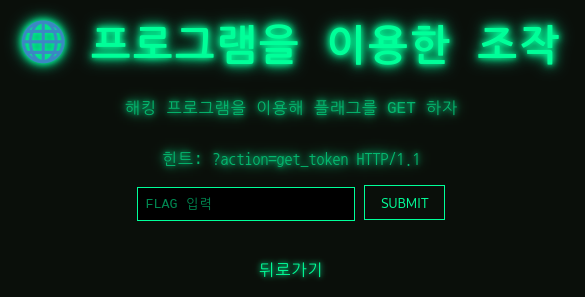 프로그램을 이용한 조작
해킹 프로그램을 이용해 플래그를 GET 하자
힌트: ?action=get_token HTTP/1.1
FLAG 입력 SUBMIT
뒤로가기